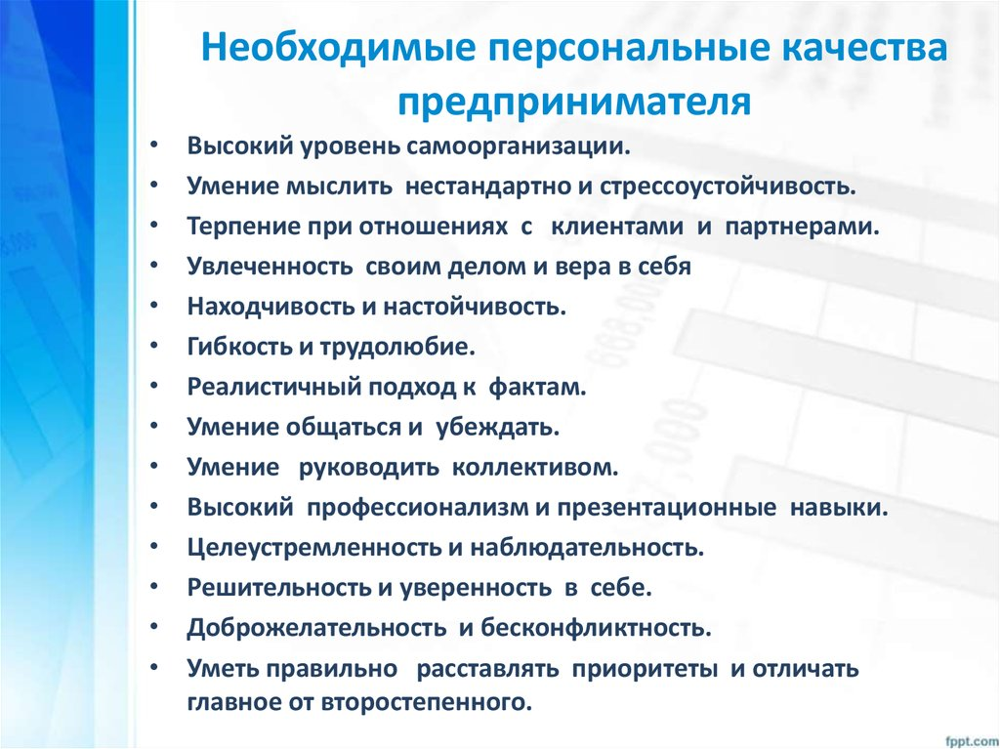 Необходимые персональные качества
предпринимателя
• Высокий уровень самоорганизации.
• Умение мыслить нестандартно и стрессоустойчивость.
• Терпение при отношениях с клиентами и партнерами.
• Увлеченность своим делом и вера в себя
• Находчивость и настойчивость.
• Гибкость и трудолюбие.
• Реалистичный подход к фактам.
• Умение общаться и убеждать.
• Умение руководить коллективом.
• Высокий профессионализм и презентационные навыки.
• Целеустремленность и наблюдательность.
• Решительность и уверенность в себе.
• Доброжелательность и бесконфликтность.
• Уметь правильно расставлять приоритеты и отличать
главное от второстепенного.
fppt.com